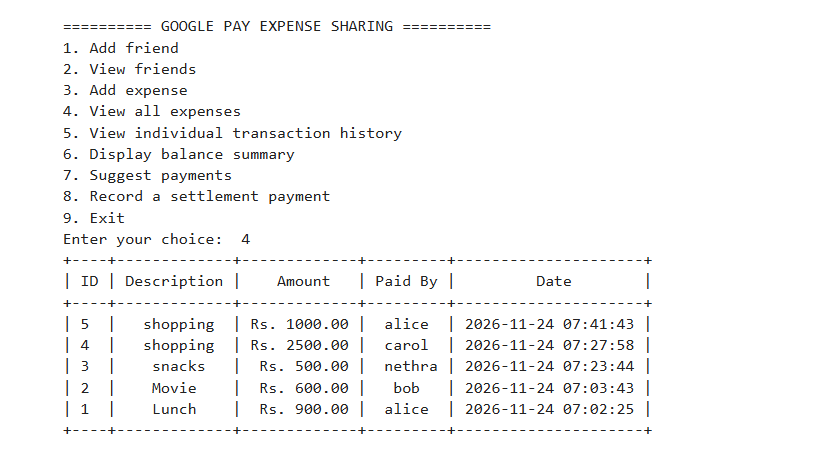 ========== GOOGLE PAY EXPENSE SHARING ==========
1. Add friend
2. View friends
3. Add expense
4. View all expenses
5. View individual transaction history
6. Display balance summary
7. Suggest payments
8. Record a settlement payment
9. Exit
Enter your choice:  4
+----+-------------+-------------+---------+---------------------+
| ID | Description |    Amount   | Paid By |         Date        |
+----+-------------+-------------+---------+---------------------+
| 5  |   shopping  | Rs. 1000.00 |  alice  | 2026-11-24 07:41:43 |
| 4  |   shopping  | Rs. 2500.00 |  carol  | 2026-11-24 07:27:58 |
| 3  |    snacks   |  Rs. 500.00 |  nethra | 2026-11-24 07:23:44 |
| 2  |    Movie    |  Rs. 600.00 |   bob   | 2026-11-24 07:03:43 |
| 1  |    Lunch    |  Rs. 900.00 |  alice  | 2026-11-24 07:02:25 |
+----+-------------+-------------+---------+---------------------+